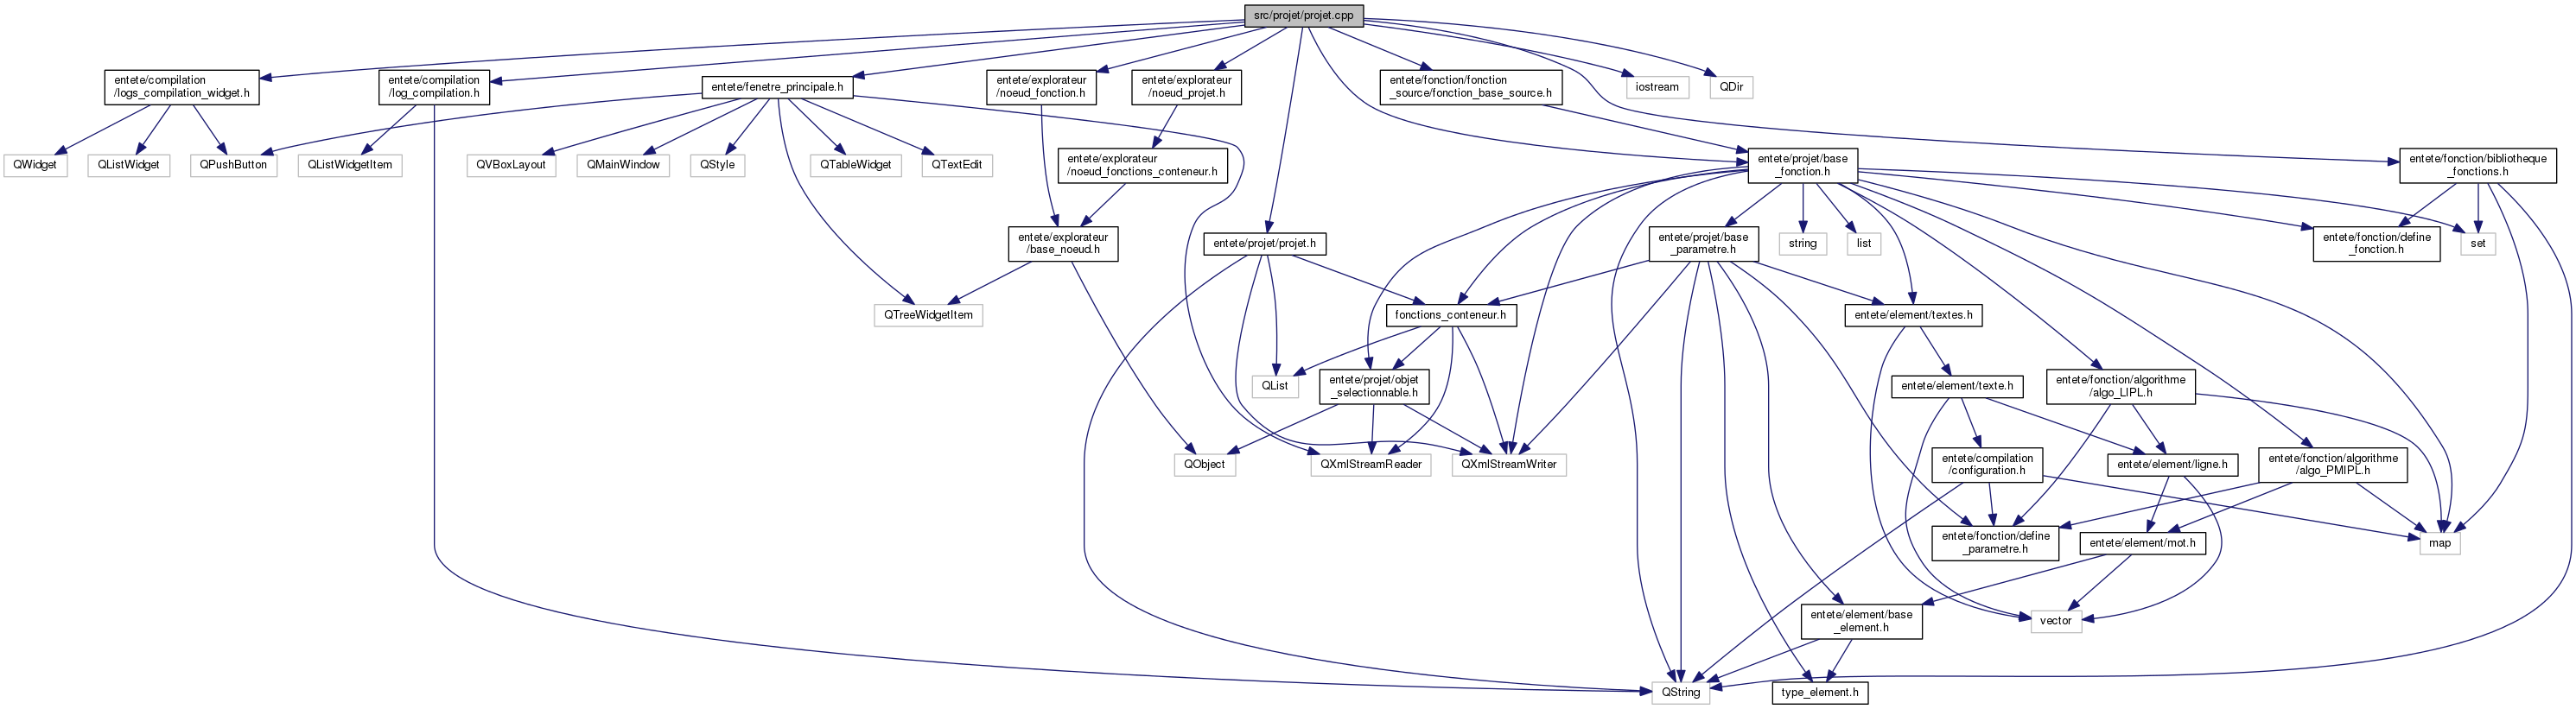 src/projet/projet.cpp
entete/compilation
/logs_compilation_widget.h
entete/compilation
/log_compilation.h
entete/fenetre_principale.h
entete/explorateur
/noeud_fonction.h
entete/explorateur
/noeud_projet.h
entete/fonction/fonction
_source/fonction_base_source.h
iostream
QDir
QWidget
QListWidget
QPushButton
QListWidgetItem
QVBoxLayout
QMainWindow
QStyle
QTableWidget
QTextEdit
entete/explorateur
/noeud_fonctions_conteneur.h
entete/projet/base
_fonction.h
entete/fonction/bibliotheque
_fonctions.h
entete/explorateur
/base_noeud.h
entete/projet/projet.h
entete/projet/base
_parametre.h
string
list
entete/fonction/define
_fonction.h
set
QTreeWidgetItem
fonctions_conteneur.h
entete/element/textes.h
QList
entete/projet/objet
_selectionnable.h
entete/element/texte.h
entete/fonction/algorithme
/algo_LIPL.h
QObject
QXmlStreamReader
QXmlStreamWriter
entete/compilation
/configuration.h
entete/element/ligne.h
entete/fonction/algorithme
/algo_PMIPL.h
entete/fonction/define
_parametre.h
entete/element/mot.h
map
entete/element/base
_element.h
vector
QString
type_element.h